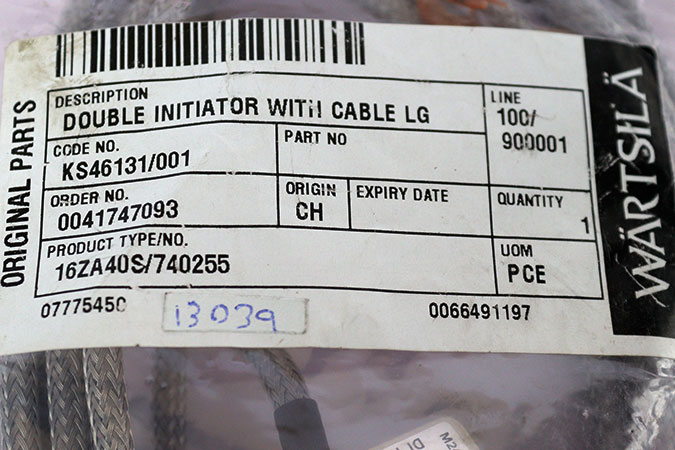 ORIGINAL PARTS
DESCRIPTION
DOUBLE INITIATOR WITH CABLE LG
LINE
100/
900001
CODE NO.
KS46131/001
PART NO
ORDER NO.
0041747093
ORIGIN
CH
EXPIRY DATE
QUANTITY
1
PRODUCT TYPE/NO.
16ZA40S/740255
UOM
PCE
0777545C
13039
0066491197
WÄRTSILÄ